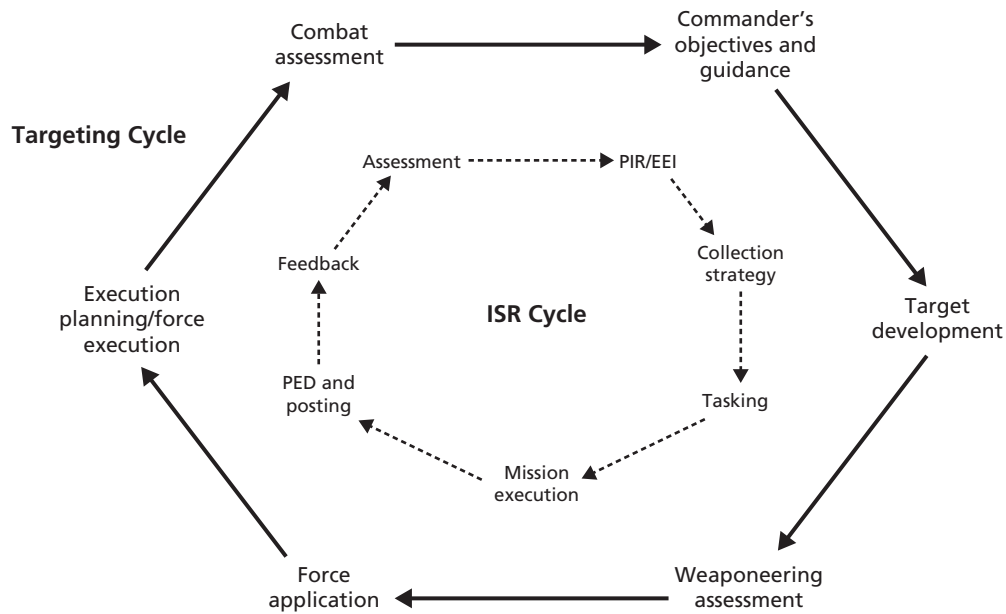 Combat
assessment
Commander’s
objectives and
guidance
Targeting Cycle
Assessment
PIR/EEI
Collection
strategy
Feedback
ISR Cycle
Execution
planning/force
execution
Target
development
PED and
posting
Tasking
Mission
execution
Force
application
Weaponeering
assessment